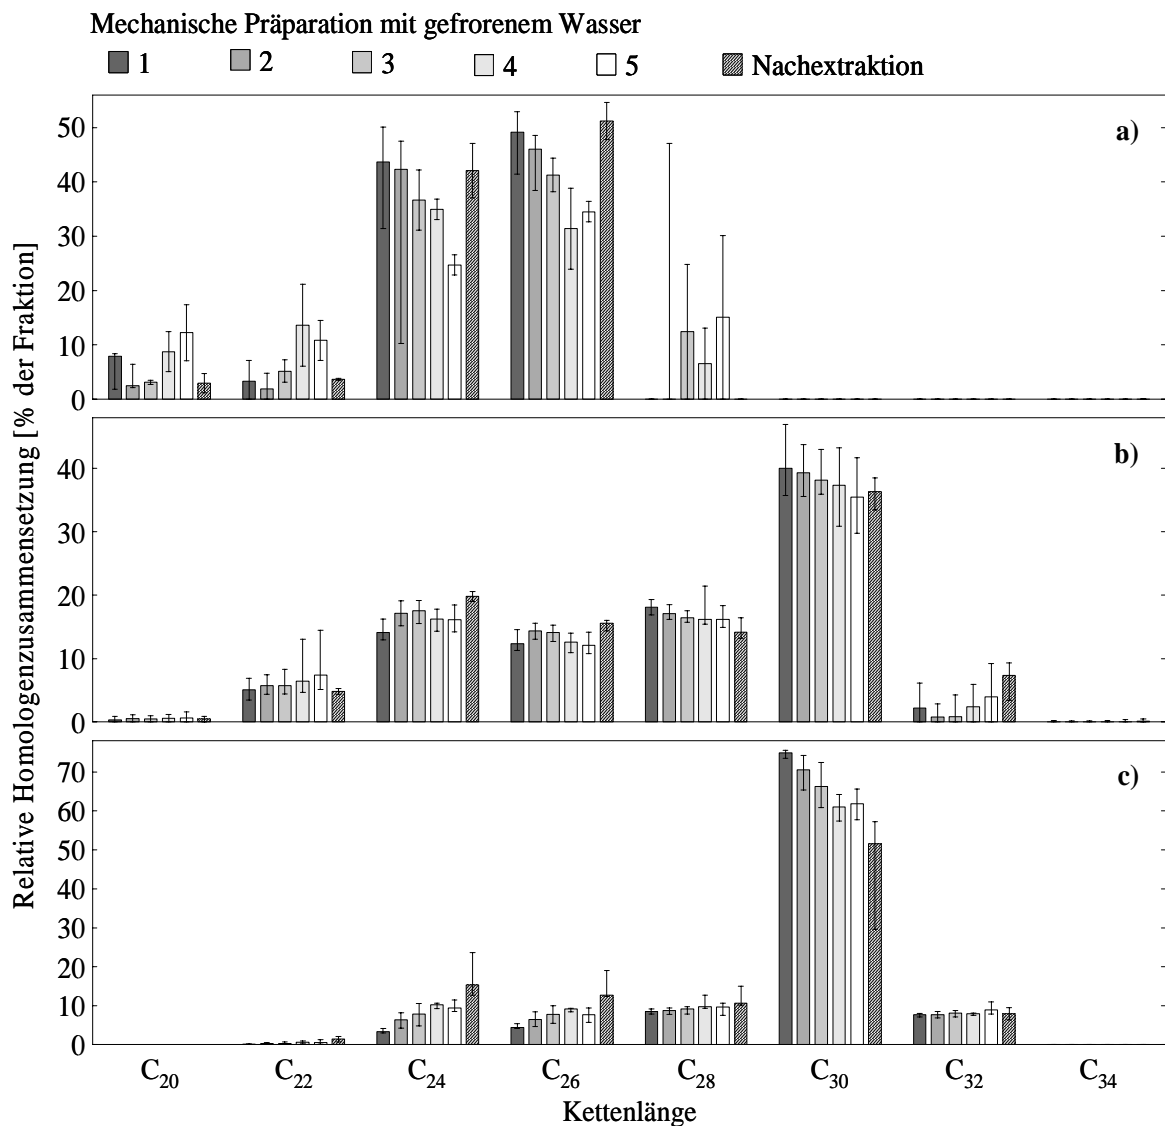 Mechanische Präparation mit gefrorenem Wasser
1 2 3 4 5 Nachextraktion
Relative Homologenzusammensetzung [% der Fraktion]
a)
50
40
30
20
10
0
b)
40
30
20
10
0
c)
70
60
50
40
30
20
10
0
C20 C22 C24 C26 C28 C30 C32 C34
Kettenlänge